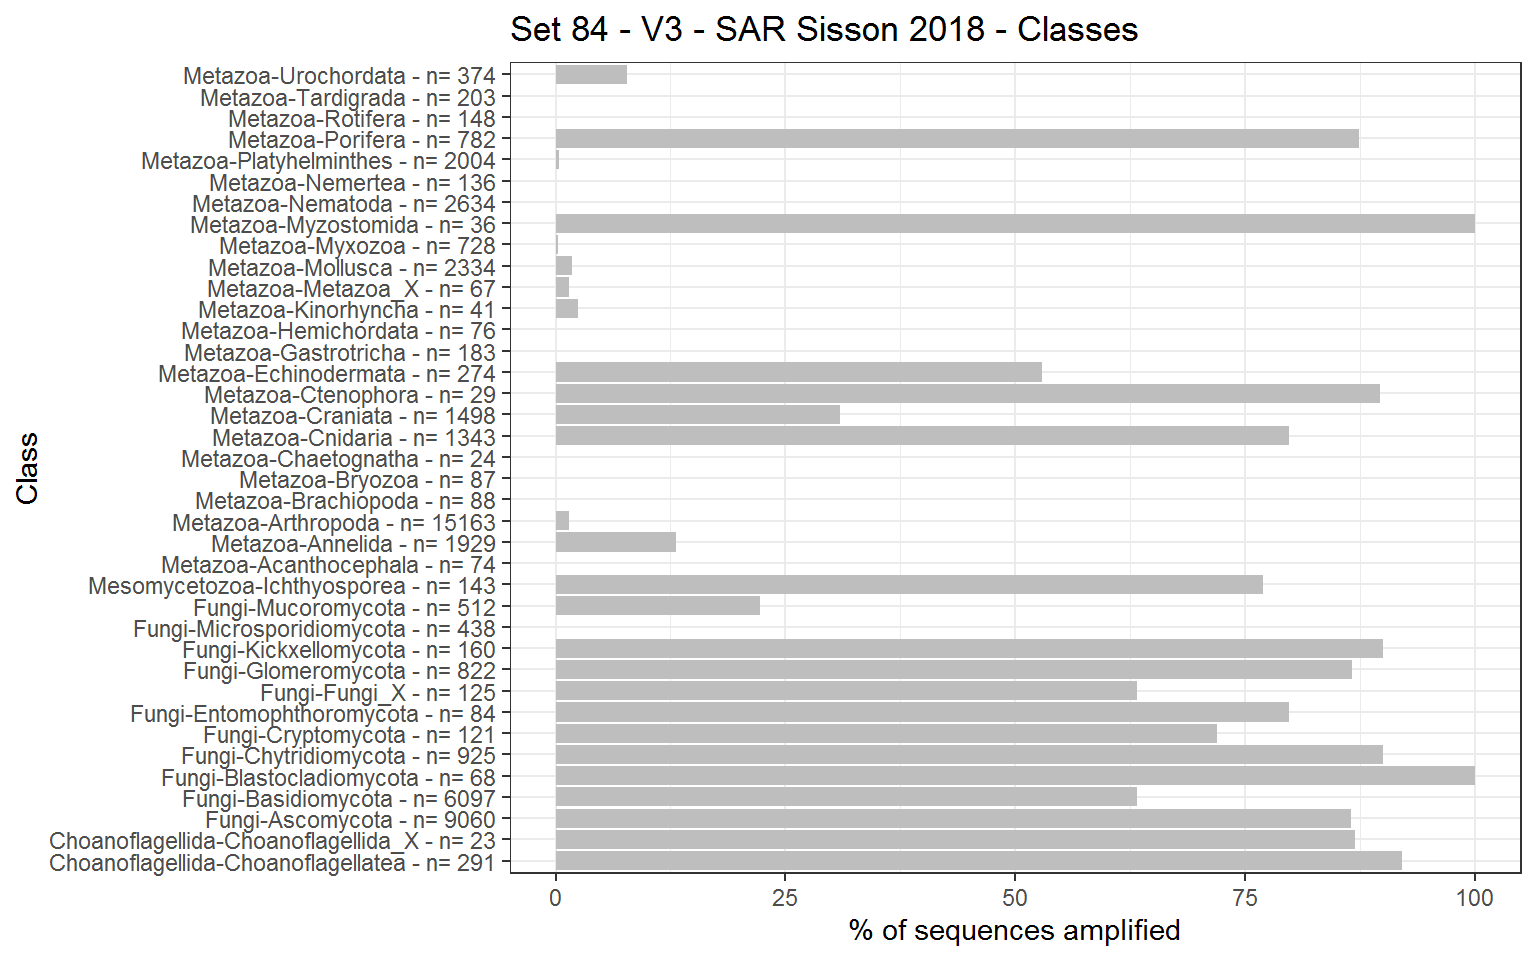 Set 84 - V3 - SAR Sisson 2018 - Classes
Metazoa-Urochordata - n= 374
Metazoa-Tardigrada - n= 203
Metazoa-Rotifera - n= 148
Metazoa-Porifera - n= 782
Metazoa-Platyhelminthes - n= 2004
Metazoa-Nemertea - n= 136
Metazoa-Nematoda - n= 2634
Metazoa-Myzostomida - n= 36
Metazoa-Myxozoa - n= 728
Metazoa-Mollusca - n= 2334
Metazoa-Metazoa_X - n= 67
Metazoa-Kinorhyncha - n= 41
Metazoa-Hemichordata - n= 76
Metazoa-Gastrotricha - n= 183
Metazoa-Echinodermata - n= 274
Metazoa-Ctenophora - n= 29
Metazoa-Craniata - n= 1498
Metazoa-Cnidaria - n= 1343
Metazoa-Chaetognatha - n= 24
Metazoa-Bryozoa - n= 87
Metazoa-Brachiopoda - n= 88
Metazoa-Arthropoda - n= 15163
Metazoa-Annelida - n= 1929
Metazoa-Acanthocephala - n= 74
Mesomycetozoa-Ichthyosporea - n= 143
Fungi-Mucoromycota - n= 512
Fungi-Microsporidiomycota - n= 438
Fungi-Kickxellomycota - n= 160
Fungi-Glomeromycota - n= 822
Fungi-Fungi_X - n= 125
Fungi-Entomophthoromycota - n= 84
Fungi-Cryptomycota - n= 121
Fungi-Chytridiomycota - n= 925
Fungi-Blastocladiomycota - n= 68
Fungi-Basidiomycota - n= 6097
Fungi-Ascomycota - n= 9060
Choanoflagellida-Choanoflagellida_X - n= 23
Choanoflagellida-Choanoflagellatea - n= 291
Class
0 25 50 75 100
% of sequences amplified